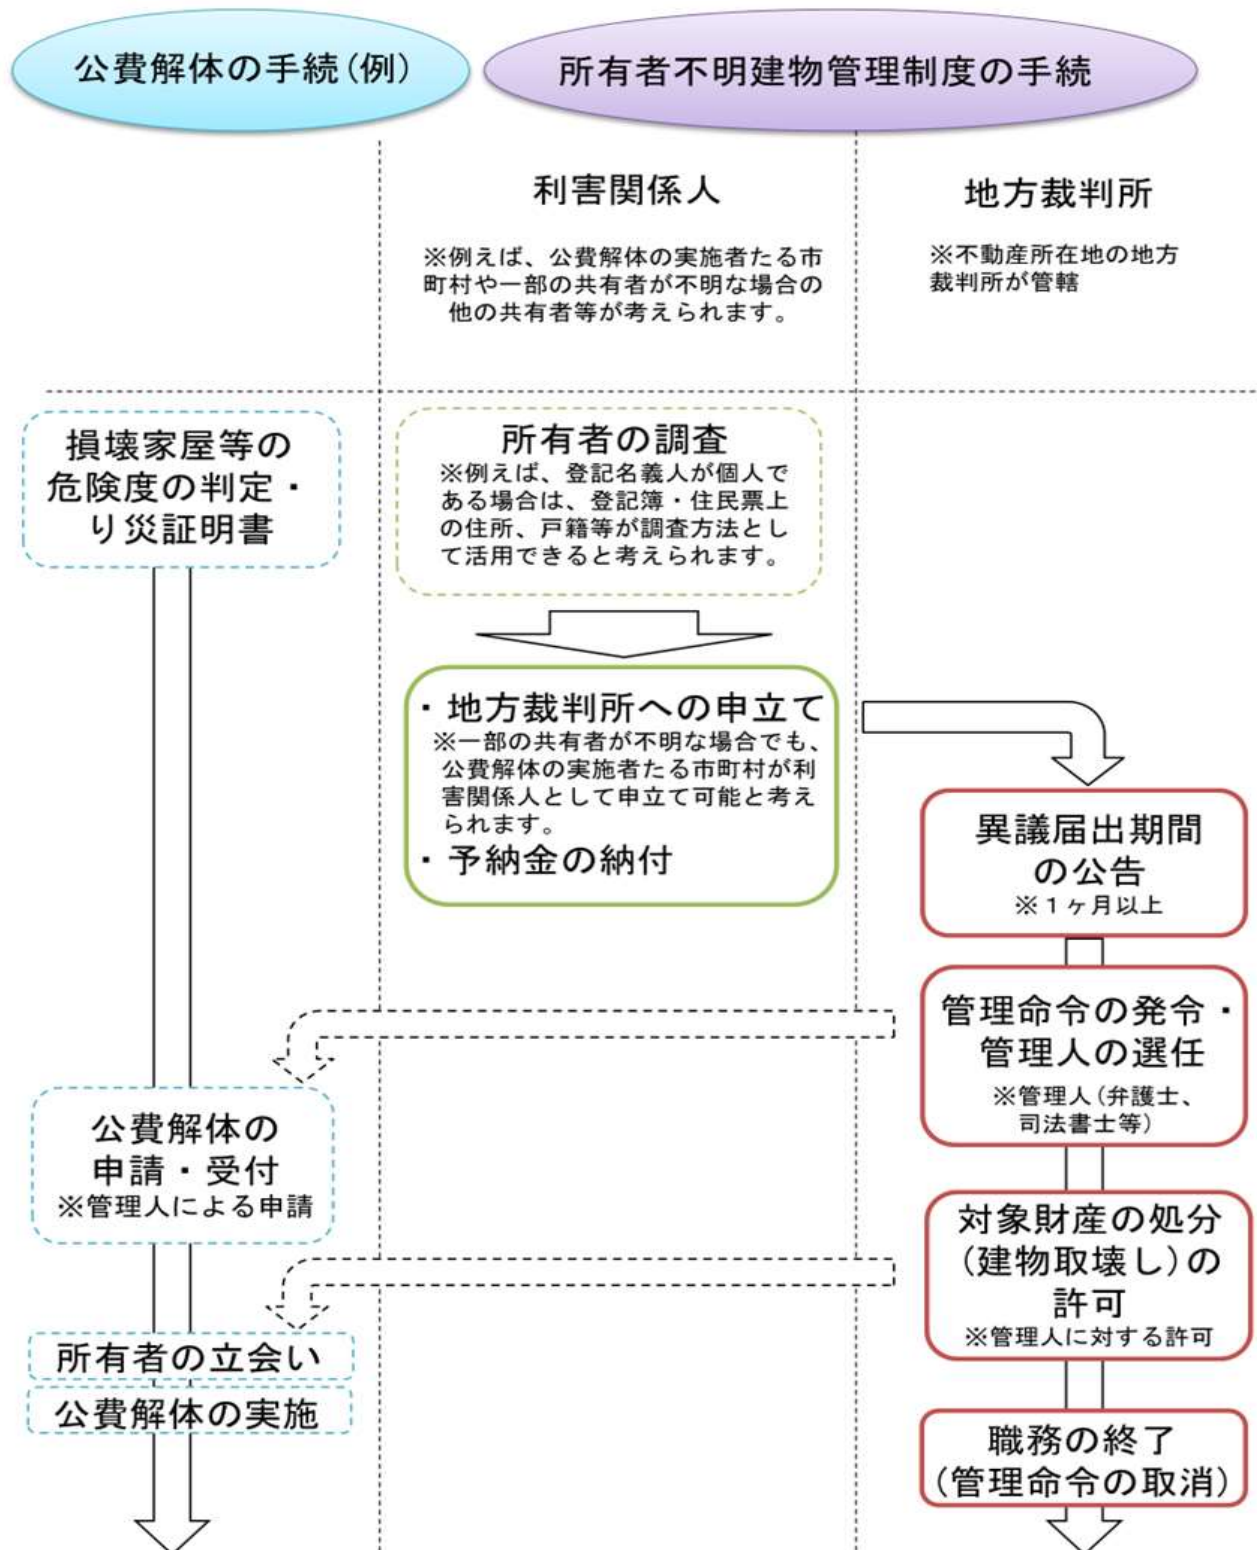 公費解体の手続(例)
所有者不明建物管理制度の手続
利害関係人
※例えば、公費解体の実施者たる市
町村や一部の共有者が不明な場合の
他の共有者等が考えられます。
地方裁判所
※不動産所在地の地方
裁判所が管轄
損壊家屋等の
危険度の判定・
り災証明書
所有者の調査
※例えば、登記名義人が個人で
ある場合は、登記簿・住民票上
の住所、戸籍等が調査方法とし
て活用できると考えられます。
・地方裁判所への申立て
※一部の共有者が不明な場合でも、
公費解体の実施者たる市町村が利
害関係人として申立て可能と考え
られます。
・予納金の納付
異議届出期間
の公告
※1ヶ月以上
管理命令の発令・
管理人の選任
※管理人(弁護士、
司法書士等)
公費解体の
申請・受付
※管理人による申請
対象財産の処分
(建物取壊し)の
許可
※管理人に対する許可
所有者の立会い
公費解体の実施
職務の終了
(管理命令の取消)